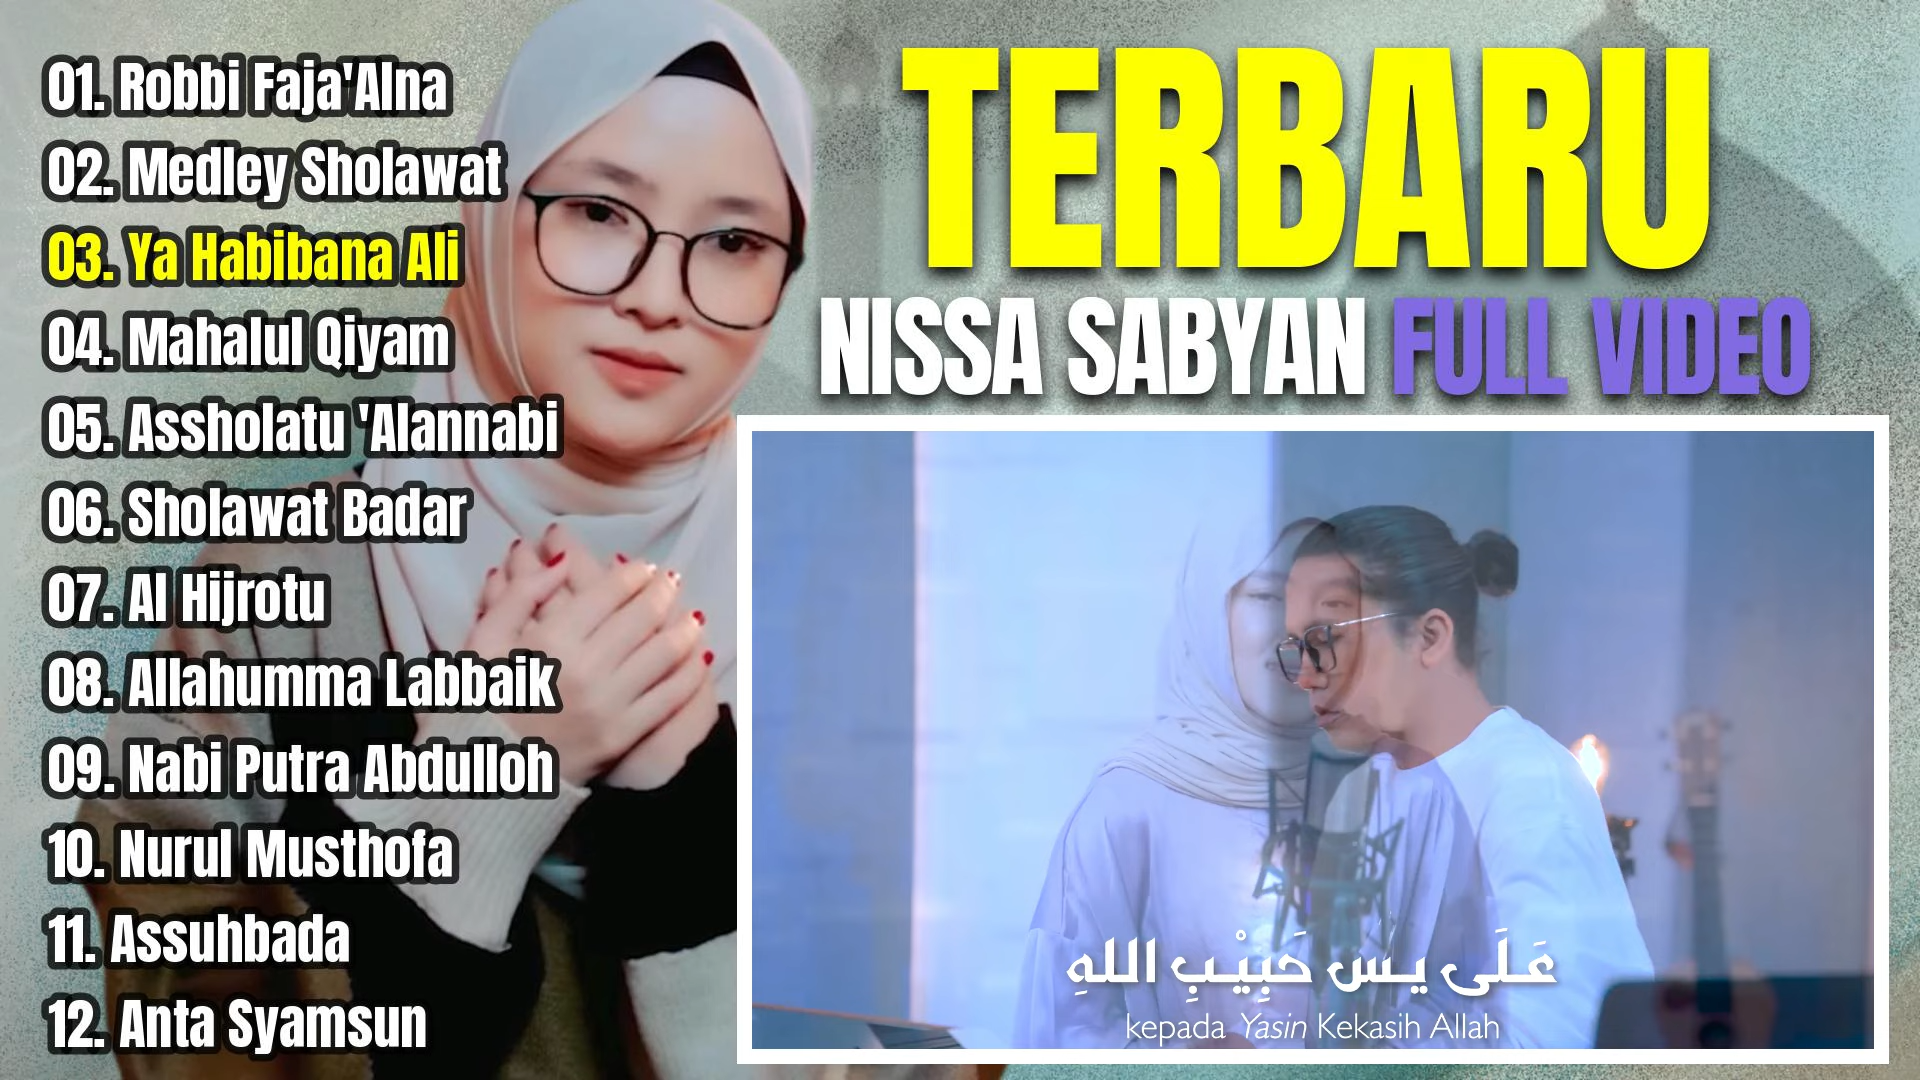 01. Robbi Faja'Alna
02. Medley Sholawat
03. Ya Habibana Ali
04. Mahalul Qiyam
05. Assholatu 'Alannabi
06. Sholawat Badar
07. Al Hijrotu
08. Allahumma Labbaik
09. Nabi Putra Abdulloh
10. Nurul Musthofa
11. Assuhbada
12. Anta Syamsun
TERBARU
NISSA SABYAN FULL VIDEO
عَلَى يٰسٓ حَبِيْبِ اللهِ
kepada Yasin Kekasih Allah